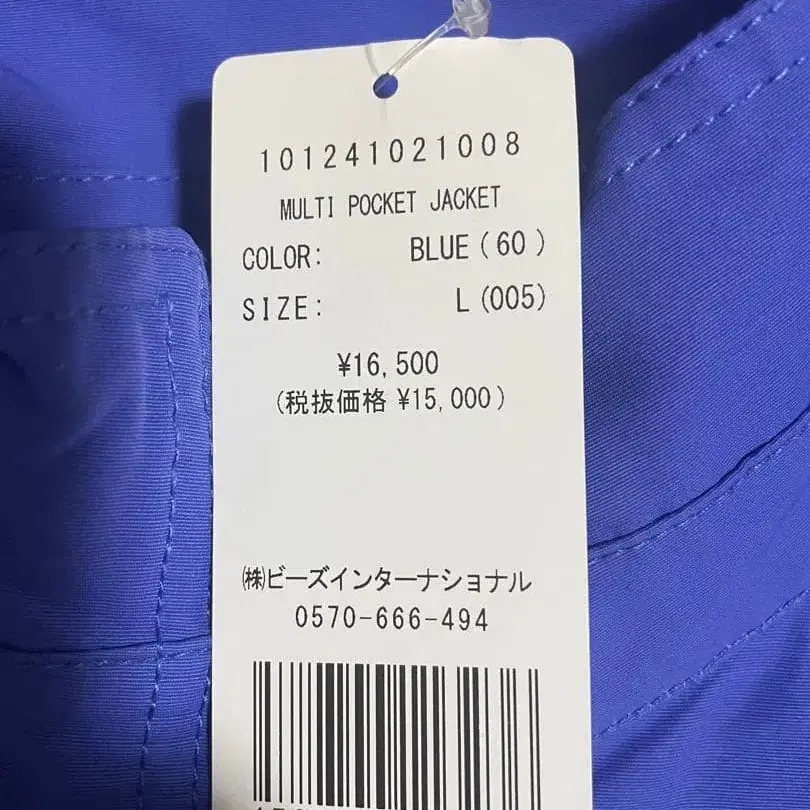 101241021008
MULTI POCKET JACKET
COLOR: BLUE(60)
SIZE: L(005)
¥16,500
(税抜価格 ¥15,000)
㈱ビーズインターナショナル
0570-666-494